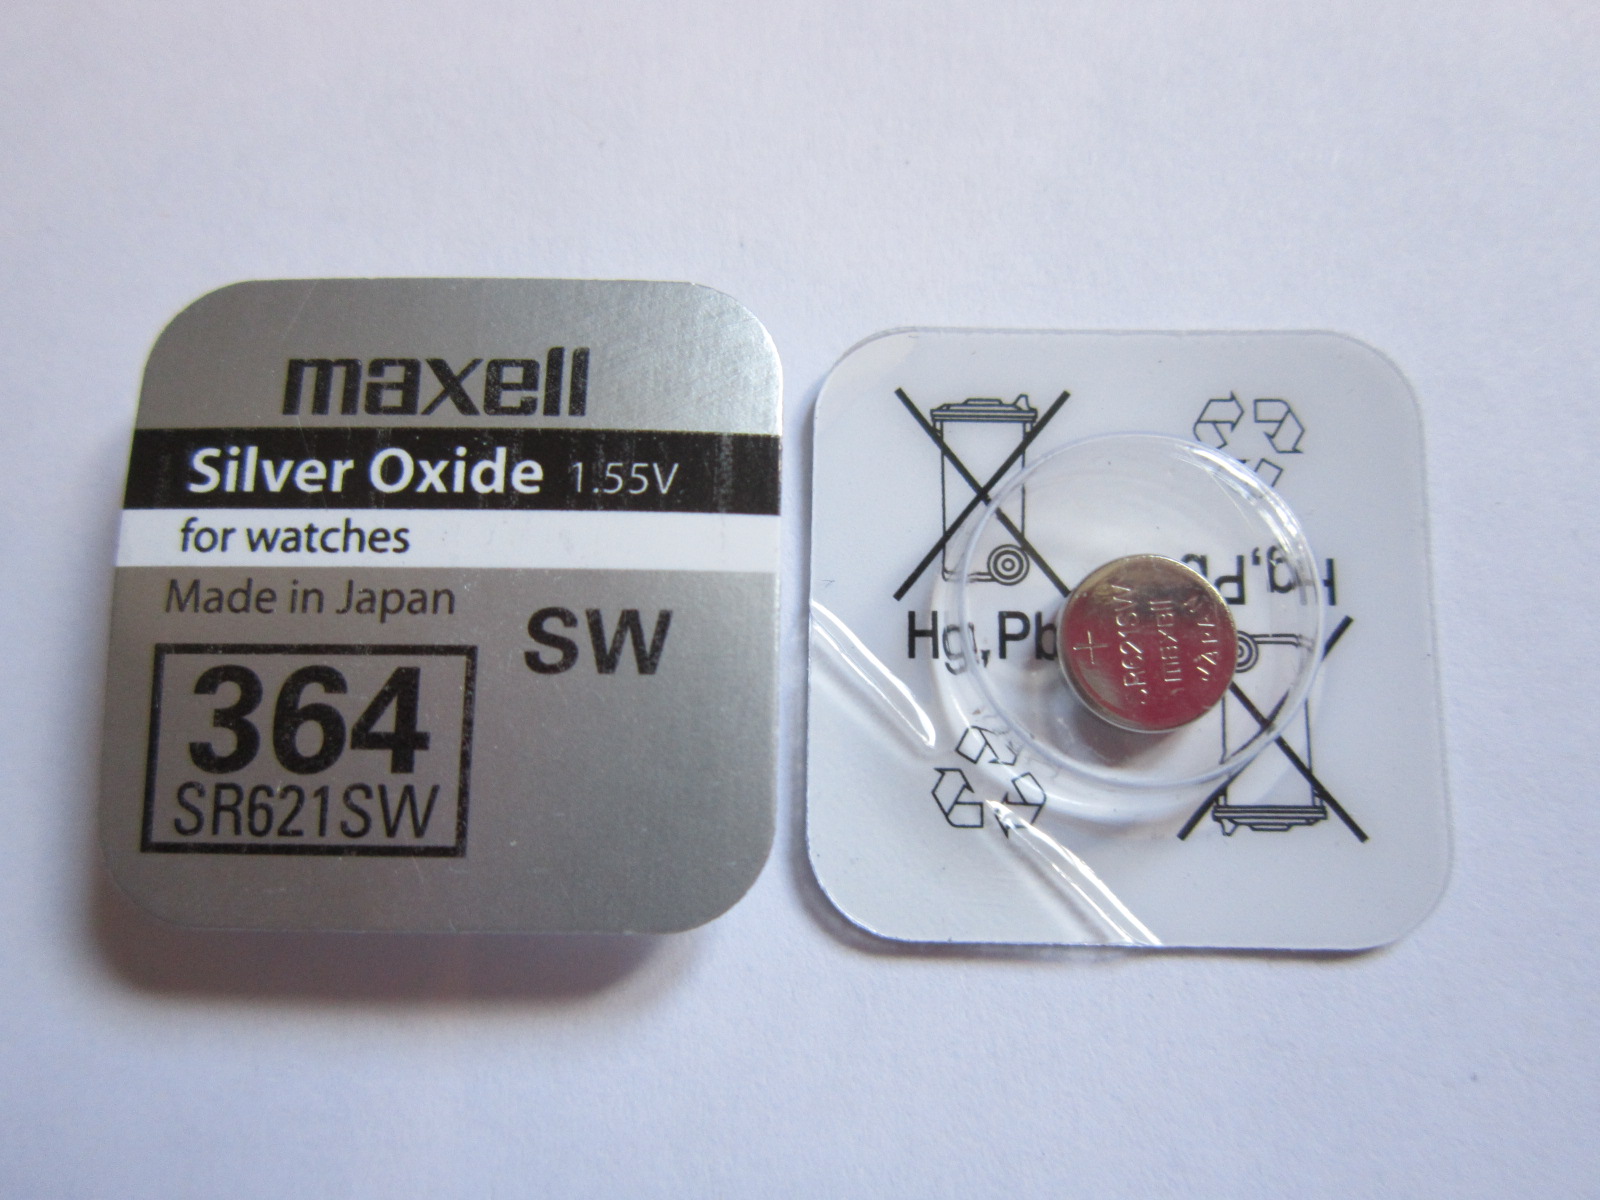 maxell
Silver Oxide 1.55V
for watches
Made in Japan
SW
364
SR621SW
Hg,Pb
Hg,Pb
+
SR621SW
maxell
JAPAN